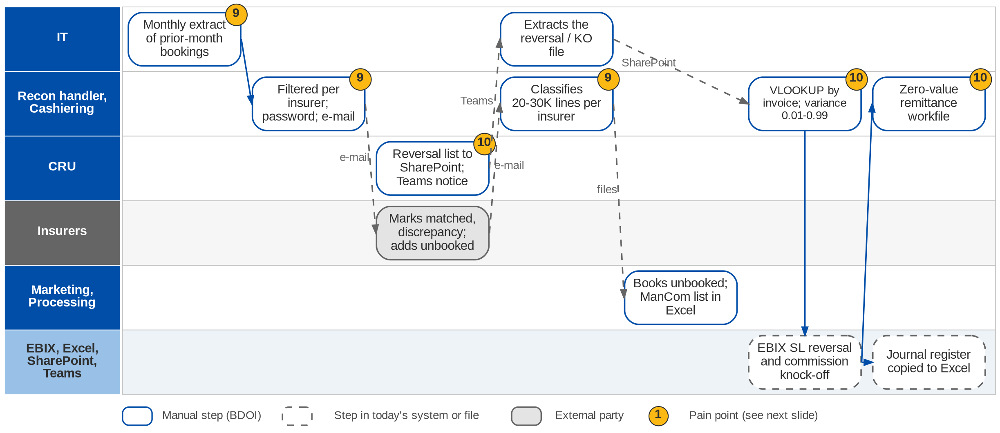 IT
Monthly extract
of prior-month
bookings
9
Extracts the
reversal / KO
file
SharePoint
Recon handler,
Cashiering
Filtered per
insurer;
password; e-mail
9
Teams
Classifies
20-30K lines per
insurer
9
VLOOKUP by
invoice; variance
0.01-0.99
10
Zero-value
remittance
workfile
10
CRU
e-mail
Reversal list to
SharePoint;
Teams notice
10
e-mail
files
Insurers
Marks matched,
discrepancy;
adds unbooked
Marketing,
Processing
Books unbooked;
ManCom list in
Excel
EBIX, Excel,
SharePoint,
Teams
EBIX SL reversal
and commission
knock-off
Journal register
copied to Excel
Manual step (BDOI)
Step in today's system or file
External party
1
Pain point (see next slide)